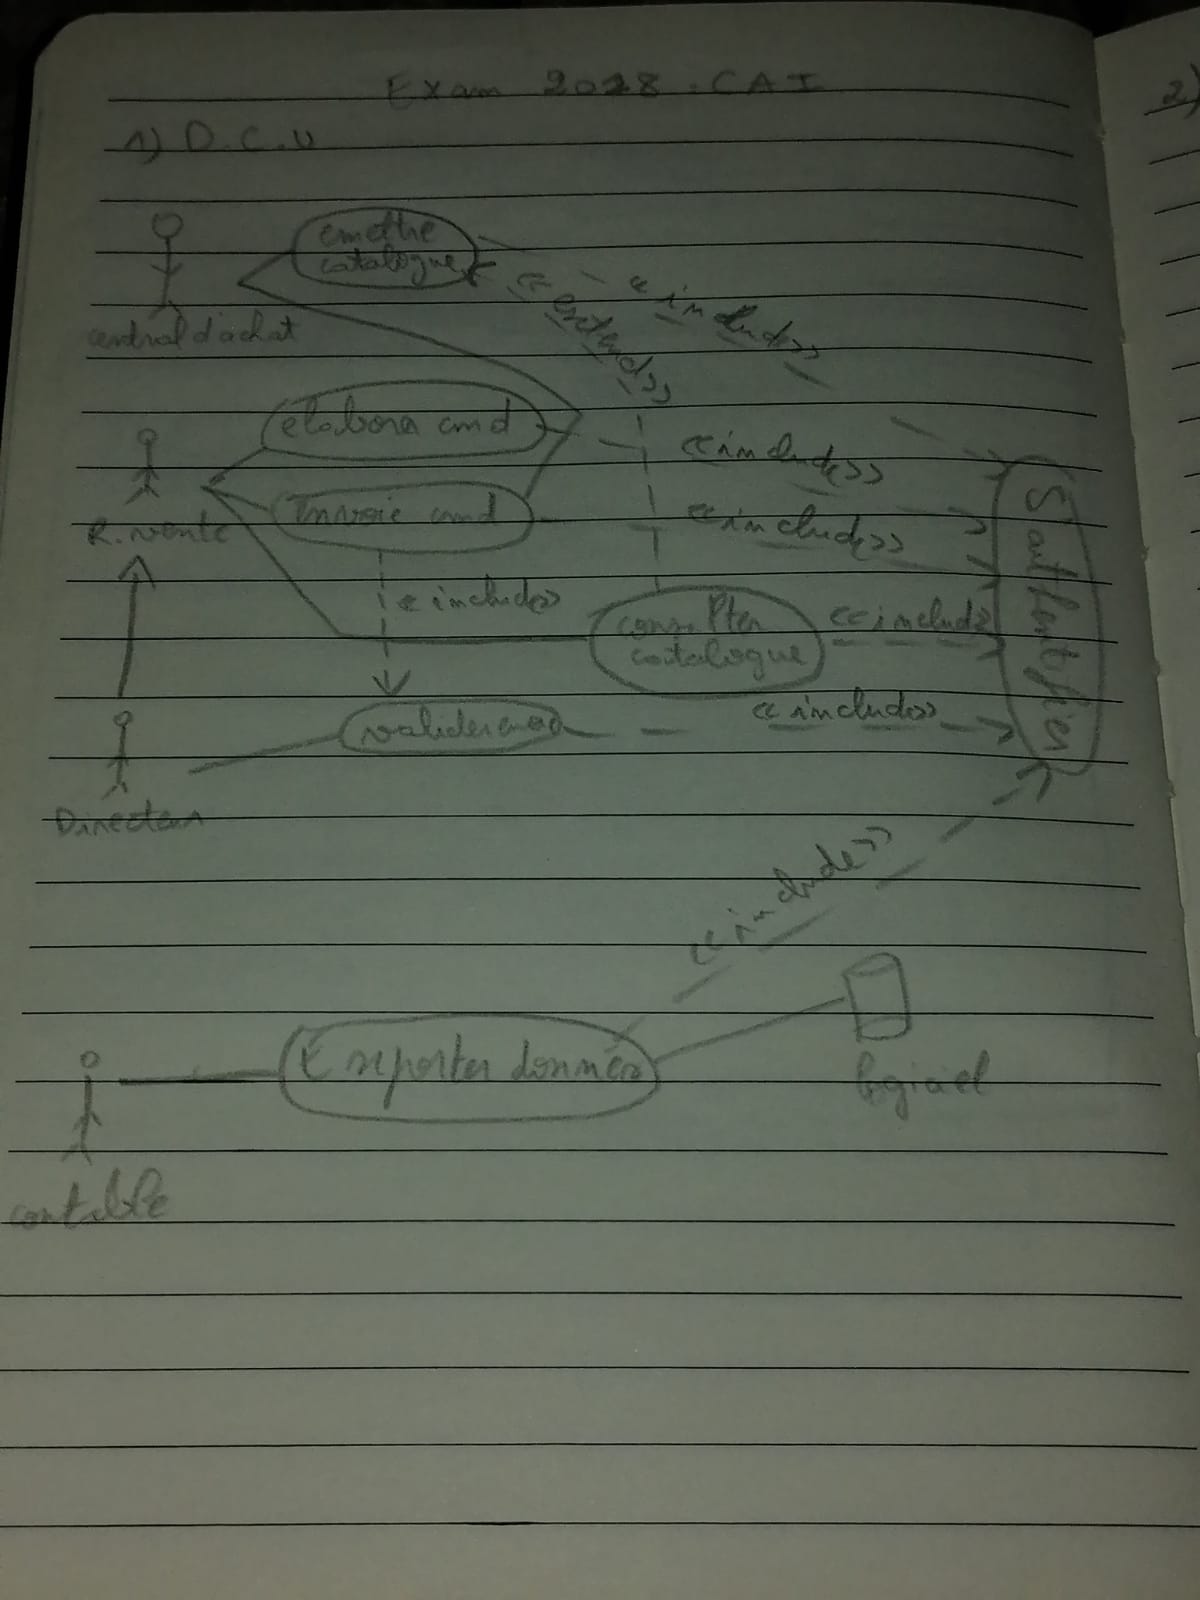 Exam 2028. CAI
2)
1) D.C.U
emettre
catalogue
<<include>>
<<extend>>
central d'achat
elabora cmd
<<include>>
Envoie cmd
<<include>>
R. vente
<<include>>
consulter
catalogue
<<include>>
S'authentifier
valider cmd
<<include>>
Directeur
<<include>>
Exporter données
logiciel
contable